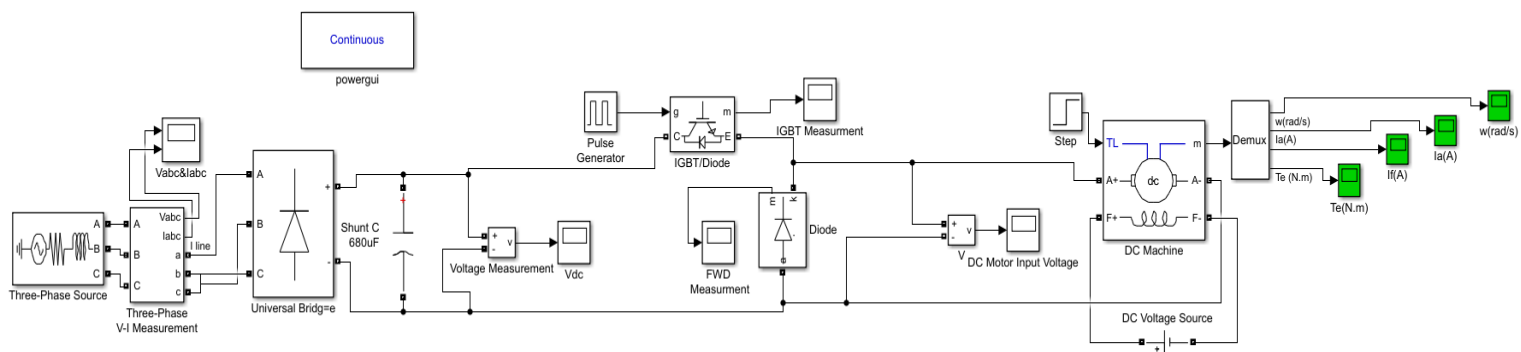 Continuous
powergui
Vabc&Iabc
Three-Phase Source
A
B
C
A
B
C
Vabc
Iabc
a
b
c
I line
Three-Phase
V-I Measurement
A
B
C
+
-
Universal Bridg=e
+
Shunt C
680uF
+
-
v
Voltage Measurement
Vdc
Pulse
Generator
g
C
m
E
IGBT/Diode
IGBT Measurment
FWD
Measurment
m
k
a
Diode
+
-
v
V
DC Motor Input Voltage
Step
TL
m
A+
dc
A-
F+
F-
DC Machine
DC Voltage Source
+
Demux
w(rad/s)
Ia(A)
Te (N.m)
w(rad/s)
Ia(A)
If(A)
Te(N.m)